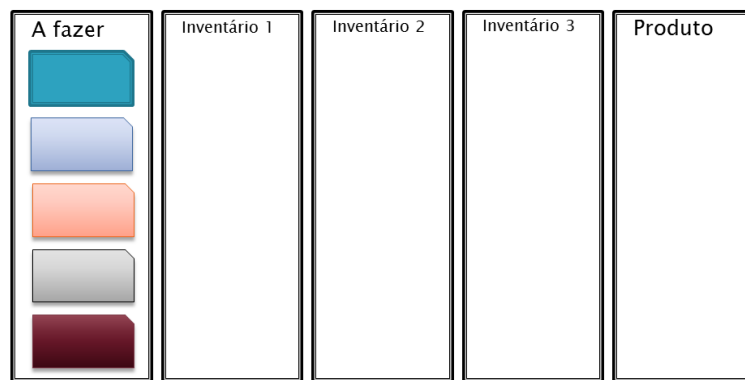 A fazer
Inventário 1
Inventário 2
Inventário 3
Produto